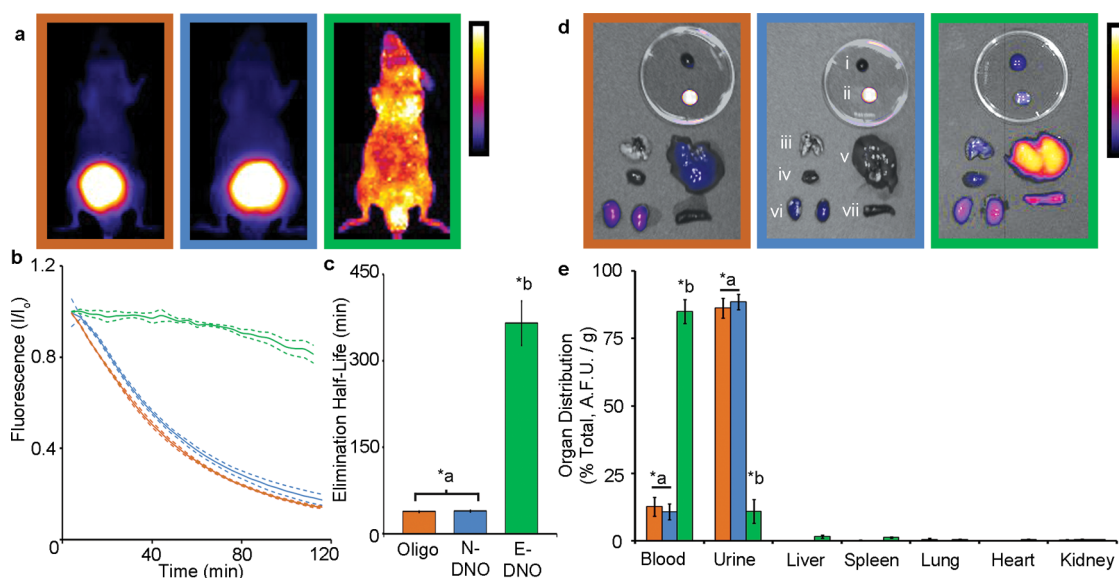 a
d
i
ii
iii
iv
v
vi
vii
b
Fluorescence (I/I₀)
1.2
0.8
0.4
0
40
80
120
Time (min)
c
Elimination Half-Life (min)
450
300
150
0
*a
*b
Oligo
N-DNO
E-DNO
e
Organ Distribution
(% Total, A.F.U. / g)
100
75
50
25
0
*a
*b
*a
*b
Blood
Urine
Liver
Spleen
Lung
Heart
Kidney